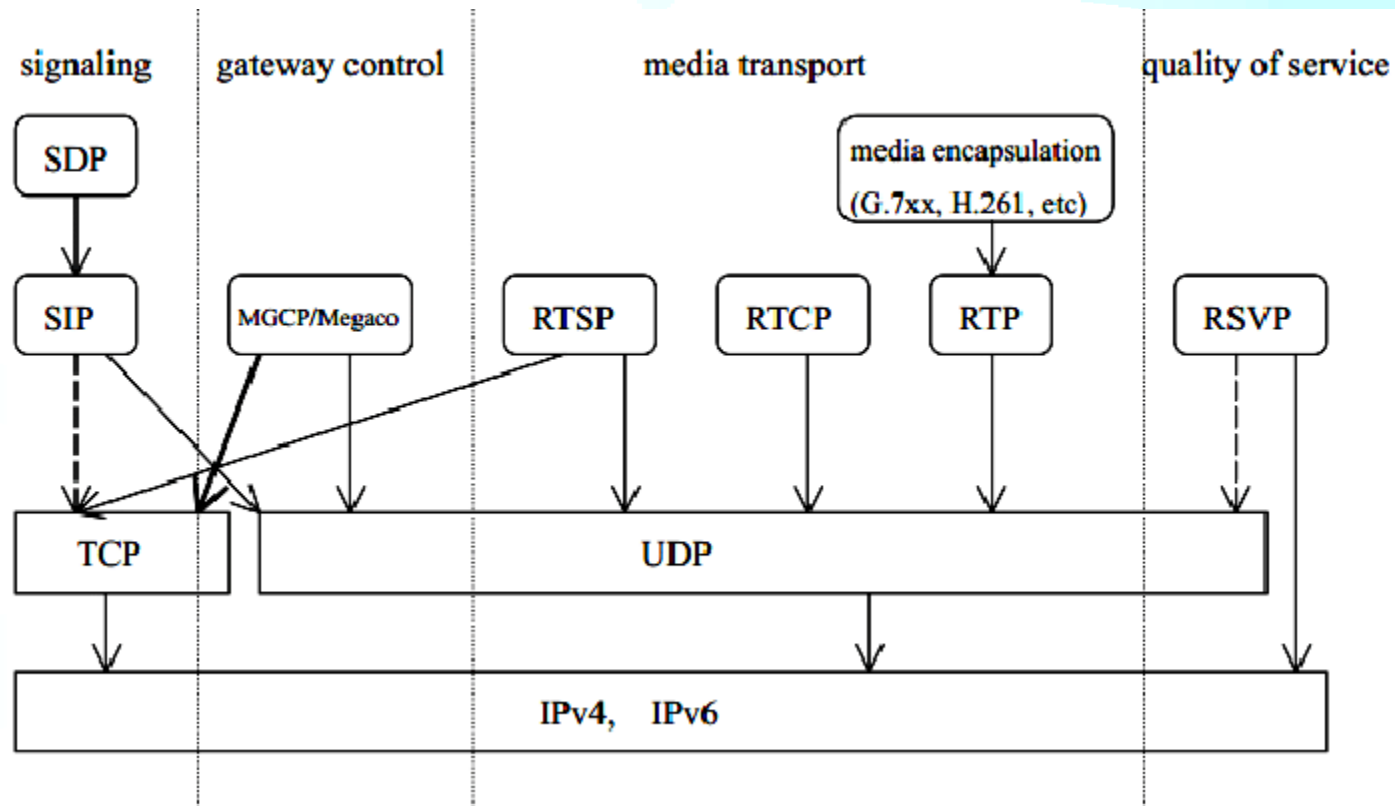 signaling gateway control media transport quality of service
SDP
media encapsulation
(G.7xx, H.261, etc)
SIP MGCP/Megaco RTSP RTCP RTP RSVP
TCP UDP
IPv4, IPv6